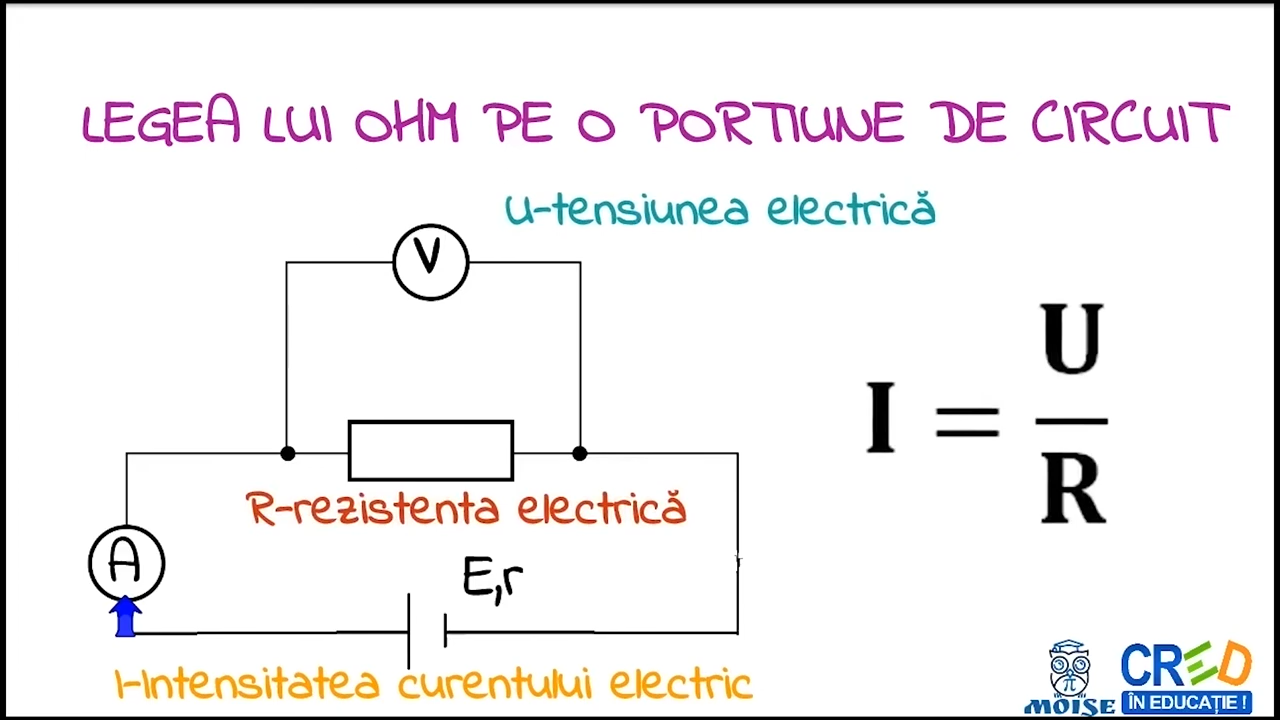 LEGEA LUI OHM PE O PORTIUNE DE CIRCUIT
U-tensiunea electrică
V
I = U
R
R-rezistenta electrică
A
E,r
I-Intensitatea curentului electric
π
MOISE
CRED
ÎN EDUCAȚIE!